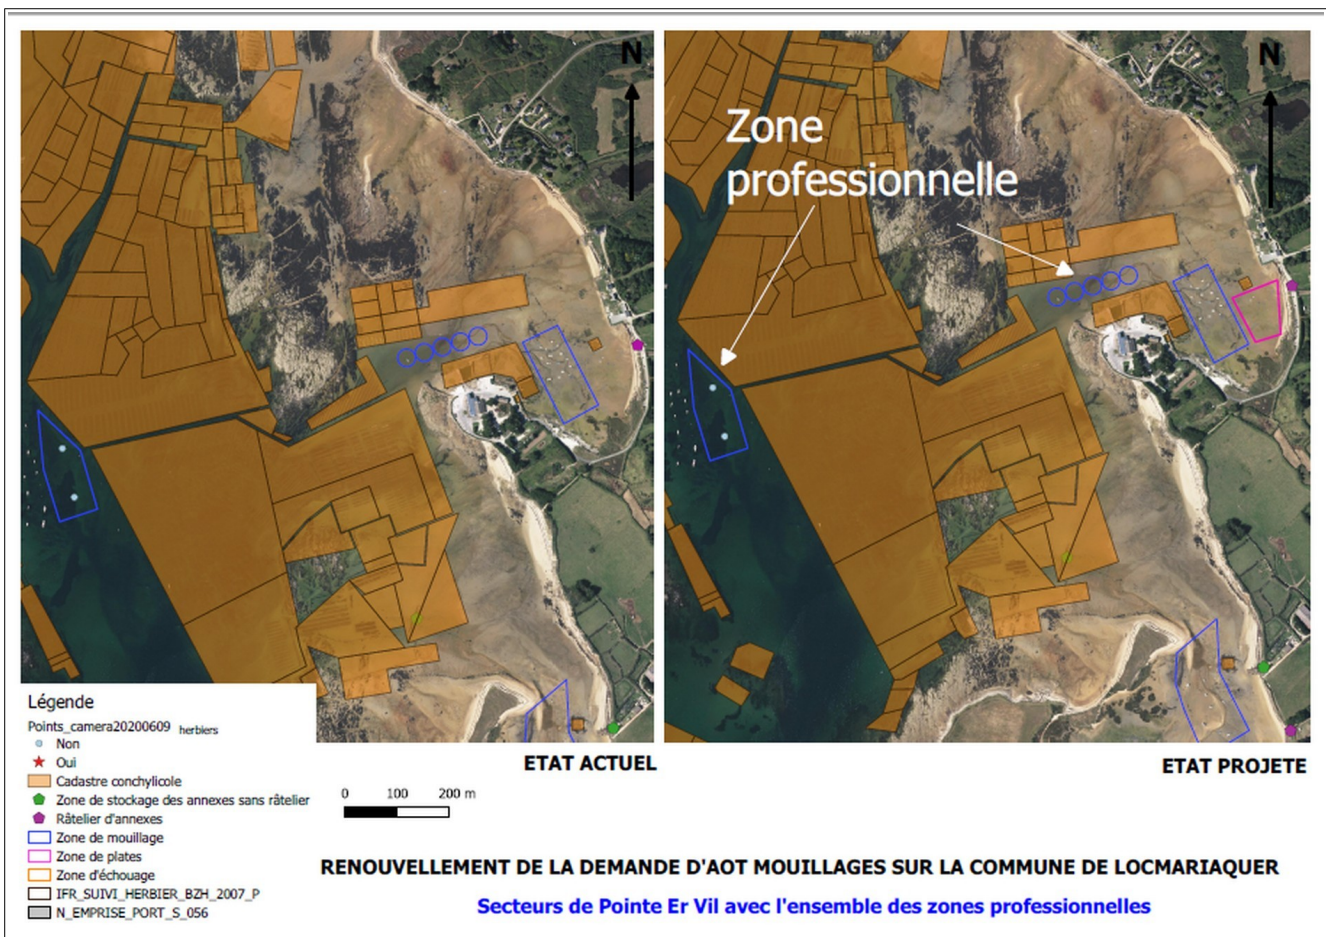 N
N
Zone
professionnelle
Légende
Points_camera20200609 herbiers
Non
Oui
Cadastre conchylicole
Zone de stockage des annexes sans râtelier
Râtelier d'annexes
Zone de mouillage
Zone de plates
Zone d'échouage
IFR_SUIVI_HERBIER_BZH_2007_P
N_EMPRISE_PORT_S_056
ETAT ACTUEL
ETAT PROJETE
0 100 200 m
RENOUVELLEMENT DE LA DEMANDE D'AOT MOUILLAGES SUR LA COMMUNE DE LOCMARIAQUER
Secteurs de Pointe Er Vil avec l'ensemble des zones professionnelles